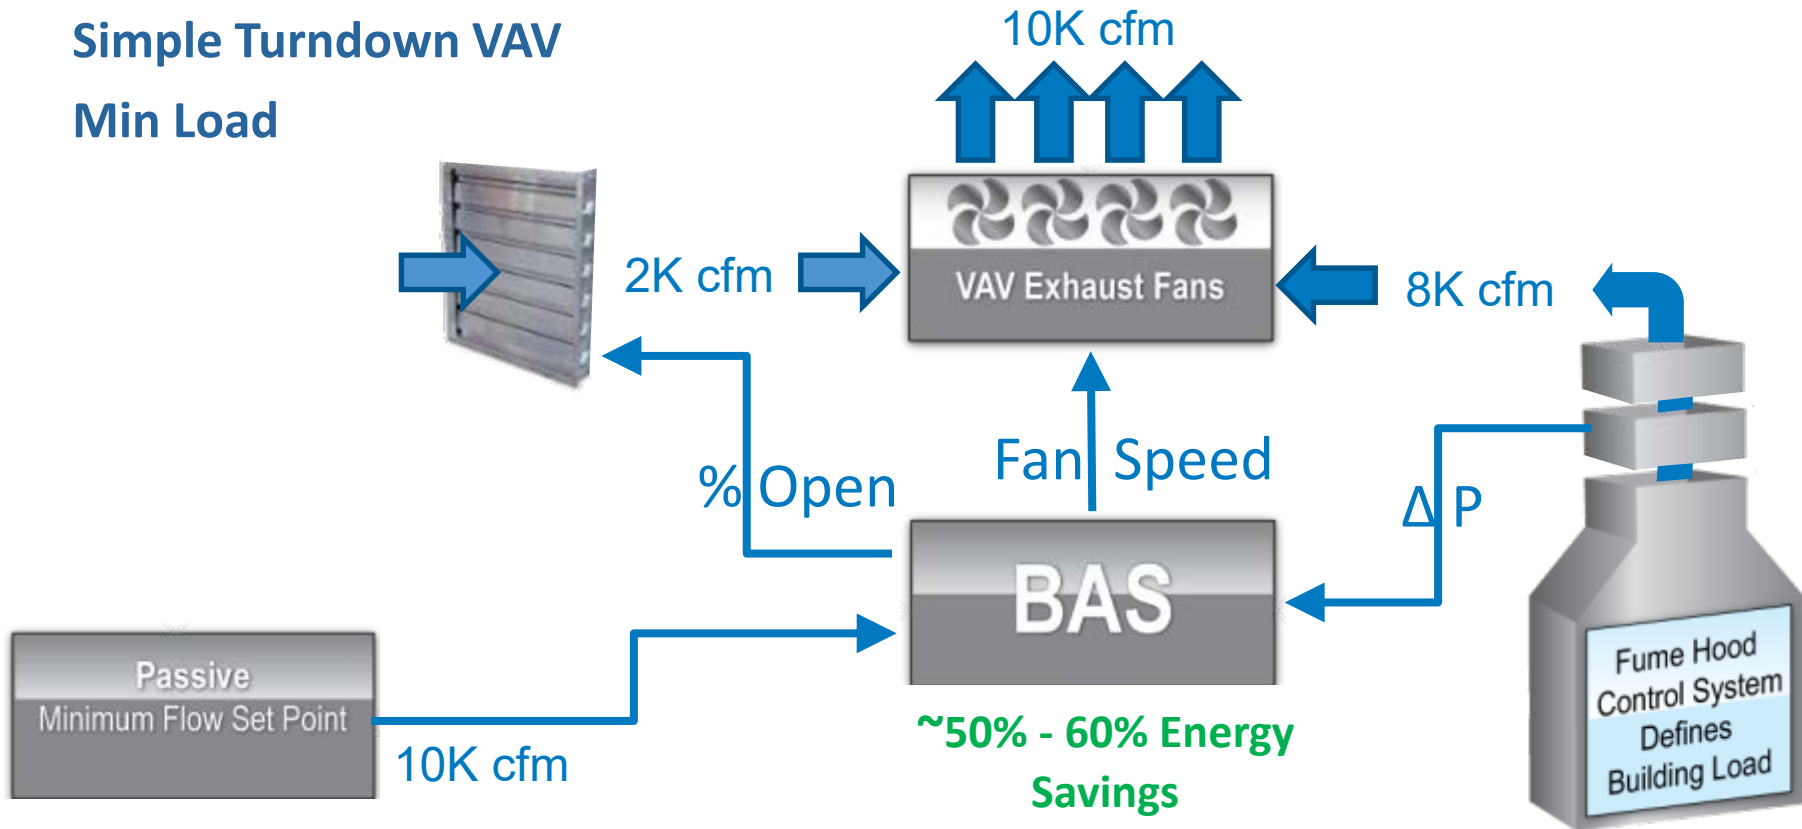 Simple Turndown VAV
Min Load
10K cfm
2K cfm
VAV Exhaust Fans
8K cfm
% Open
Fan Speed
Δ P
BAS
Passive
Minimum Flow Set Point
10K cfm
~50% - 60% Energy
Savings
Fume Hood
Control System
Defines
Building Load